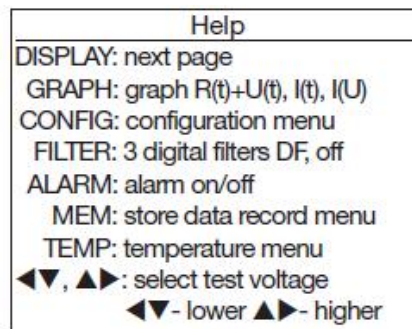 Help
DISPLAY: next page
GRAPH: graph R(t)+U(t), I(t), I(U)
CONFIG: configuration menu
FILTER: 3 digital filters DF, off
ALARM: alarm on/off
MEM: store data record menu
TEMP: temperature menu
◀▼, ▲▶: select test voltage
◀▼- lower ▲▶- higher